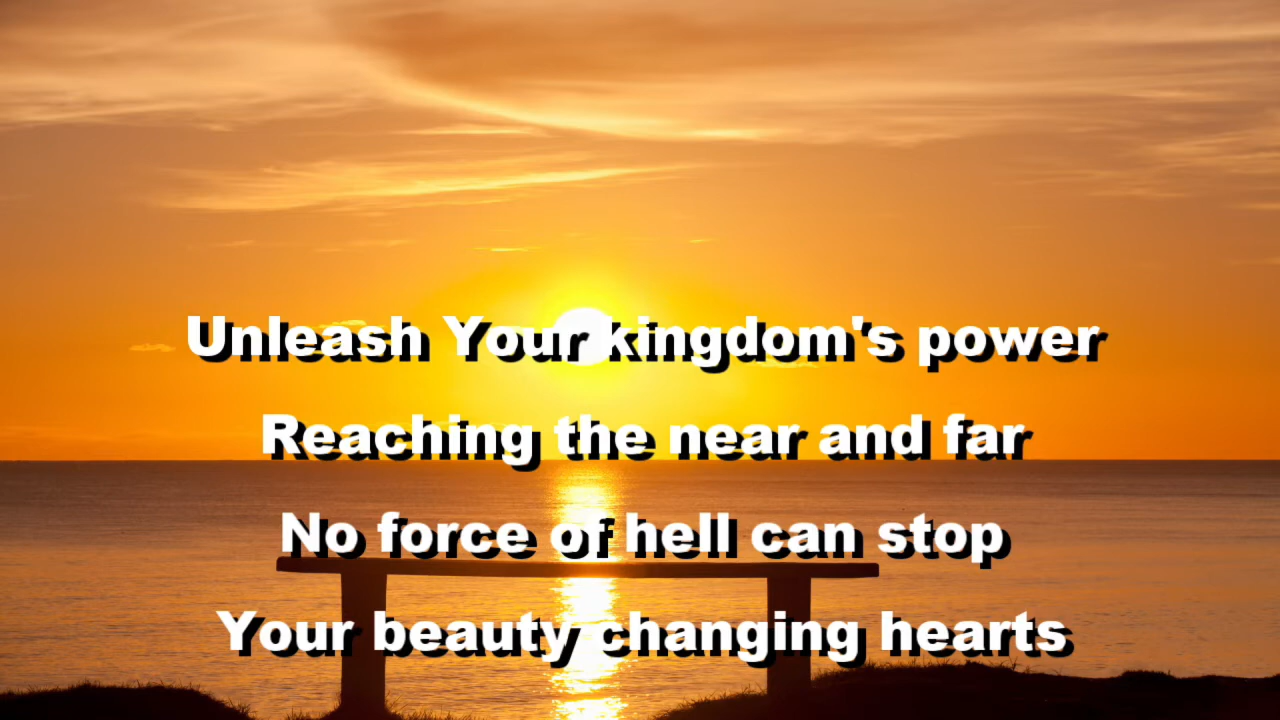 Unleash Your kingdom's power
Reaching the near and far
No force of hell can stop
Your beauty changing hearts